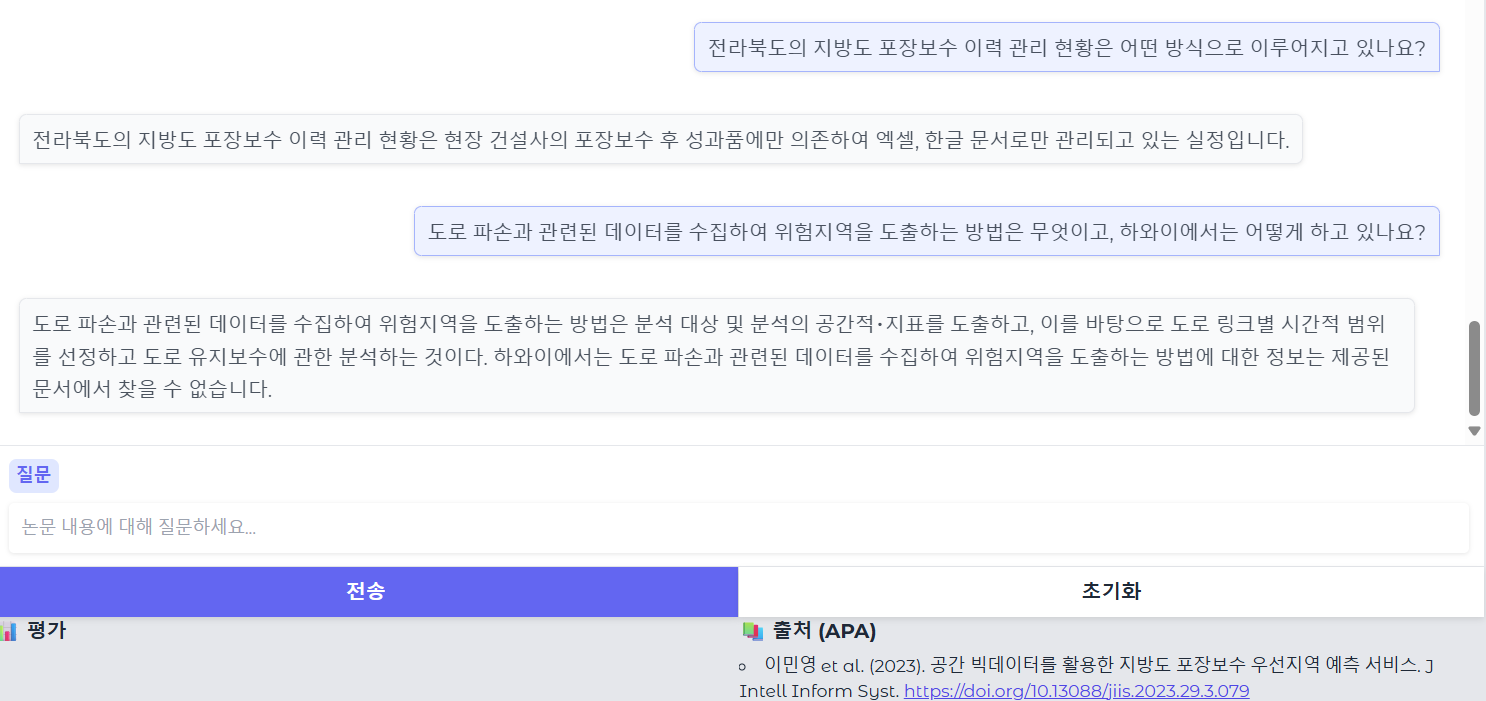 전라북도의 지방도 포장보수 이력 관리 현황은 어떤 방식으로 이루어지고 있나요?
전라북도의 지방도 포장보수 이력 관리 현황은 현장 건설사의 포장보수 후 성과품에만 의존하여 엑셀, 한글 문서로만 관리되고 있는 실정입니다.
도로 파손과 관련된 데이터를 수집하여 위험지역을 도출하는 방법은 무엇이고, 하와이에서는 어떻게 하고 있나요?
도로 파손과 관련된 데이터를 수집하여 위험지역을 도출하는 방법은 분석 대상 및 분석의 공간적·지표를 도출하고, 이를 바탕으로 도로 링크별 시간적 범위
를 선정하고 도로 유지보수에 관한 분석하는 것이다. 하와이에서는 도로 파손과 관련된 데이터를 수집하여 위험지역을 도출하는 방법에 대한 정보는 제공된
문서에서 찾을 수 없습니다.
질문
논문 내용에 대해 질문하세요...
전송
초기화
평가
출처 (APA)
이민영 et al. (2023). 공간 빅데이터를 활용한 지방도 포장보수 우선지역 예측 서비스. J
Intell Inform Syst. https://doi.org/10.13088/jiis.2023.29.3.079